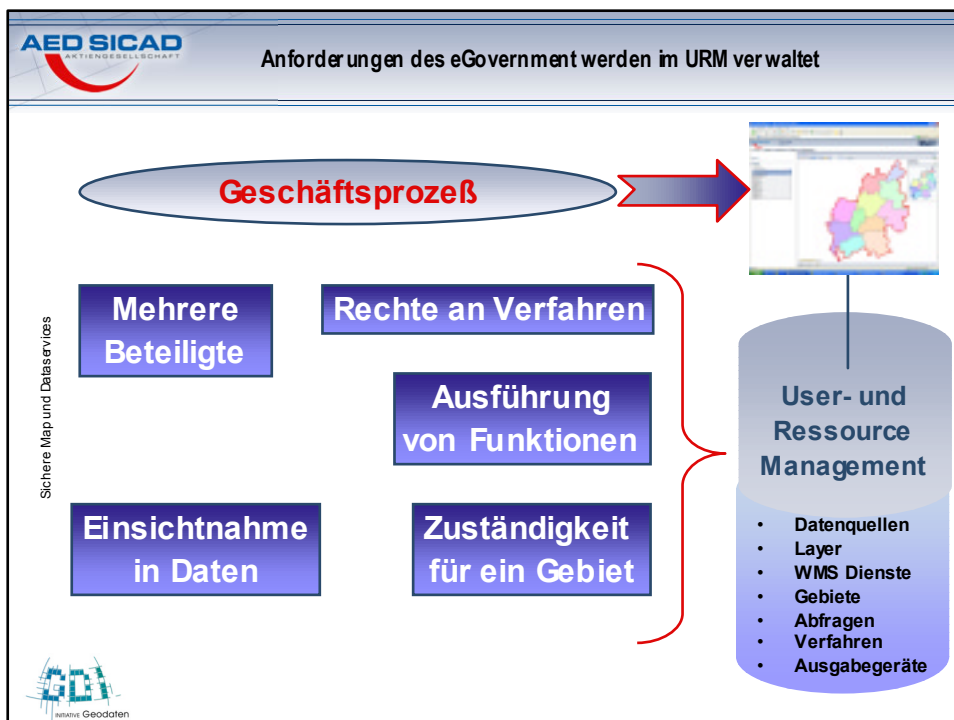 AED SICAD
AKTIENGESELLSCHAFT
Anforderungen des eGovernment werden im URM verwaltet
Geschäftsprozeß
Mehrere
Beteiligte
Rechte an Verfahren
Ausführung
von Funktionen
Einsichtnahme
in Daten
Zuständigkeit
für ein Gebiet
User- und
Ressource
Management
• Datenquellen
• Layer
• WMS Dienste
• Gebiete
• Abfragen
• Verfahren
• Ausgabegeräte
Sichere Map und Dataservices
GDI
INITIATIVE Geodaten